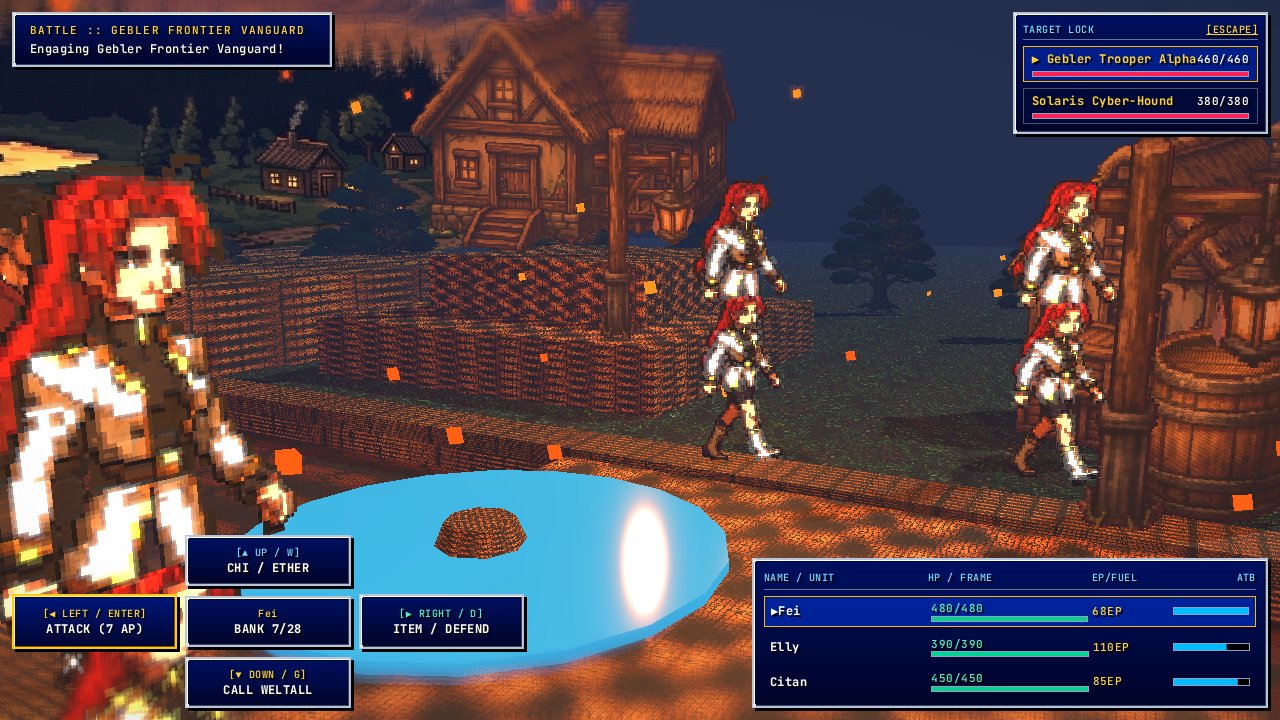 BATTLE :: GEBLER FRONTIER VANGUARD
Engaging Gebler Frontier Vanguard!
TARGET LOCK [ESCAPE]
▶ Gebler Trooper Alpha460/460
Solaris Cyber-Hound 380/380
[▲ UP / W]
CHI / ETHER
[◀ LEFT / ENTER]
ATTACK (7 AP)
Fei
BANK 7/28
[▶ RIGHT / D]
ITEM / DEFEND
[▼ DOWN / G]
CALL WELTALL
NAME / UNIT HP / FRAME EP/FUEL ATB
▶Fei 480/480 68EP
Elly 390/390 110EP
Citan 450/450 85EP